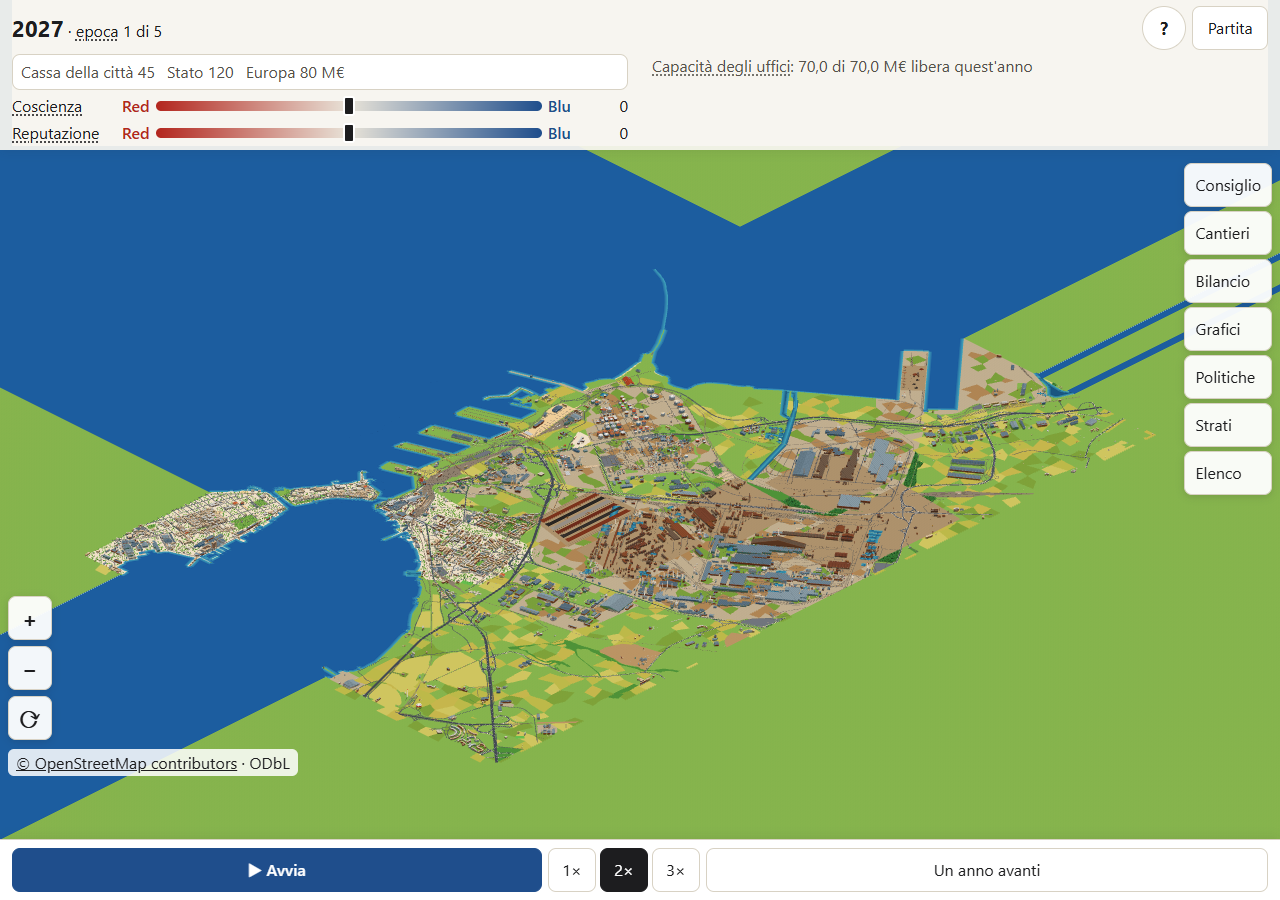 2027 · epoca 1 di 5
? Partita
Cassa della città 45 Stato 120 Europa 80 M€
Capacità degli uffici: 70,0 di 70,0 M€ libera quest'anno
Coscienza Red Blu 0
Reputazione Red Blu 0
Consiglio
Cantieri
Bilancio
Grafici
Politiche
Strati
Elenco
+
−
⟳
© OpenStreetMap contributors · ODbL
▶ Avvia 1× 2× 3× Un anno avanti